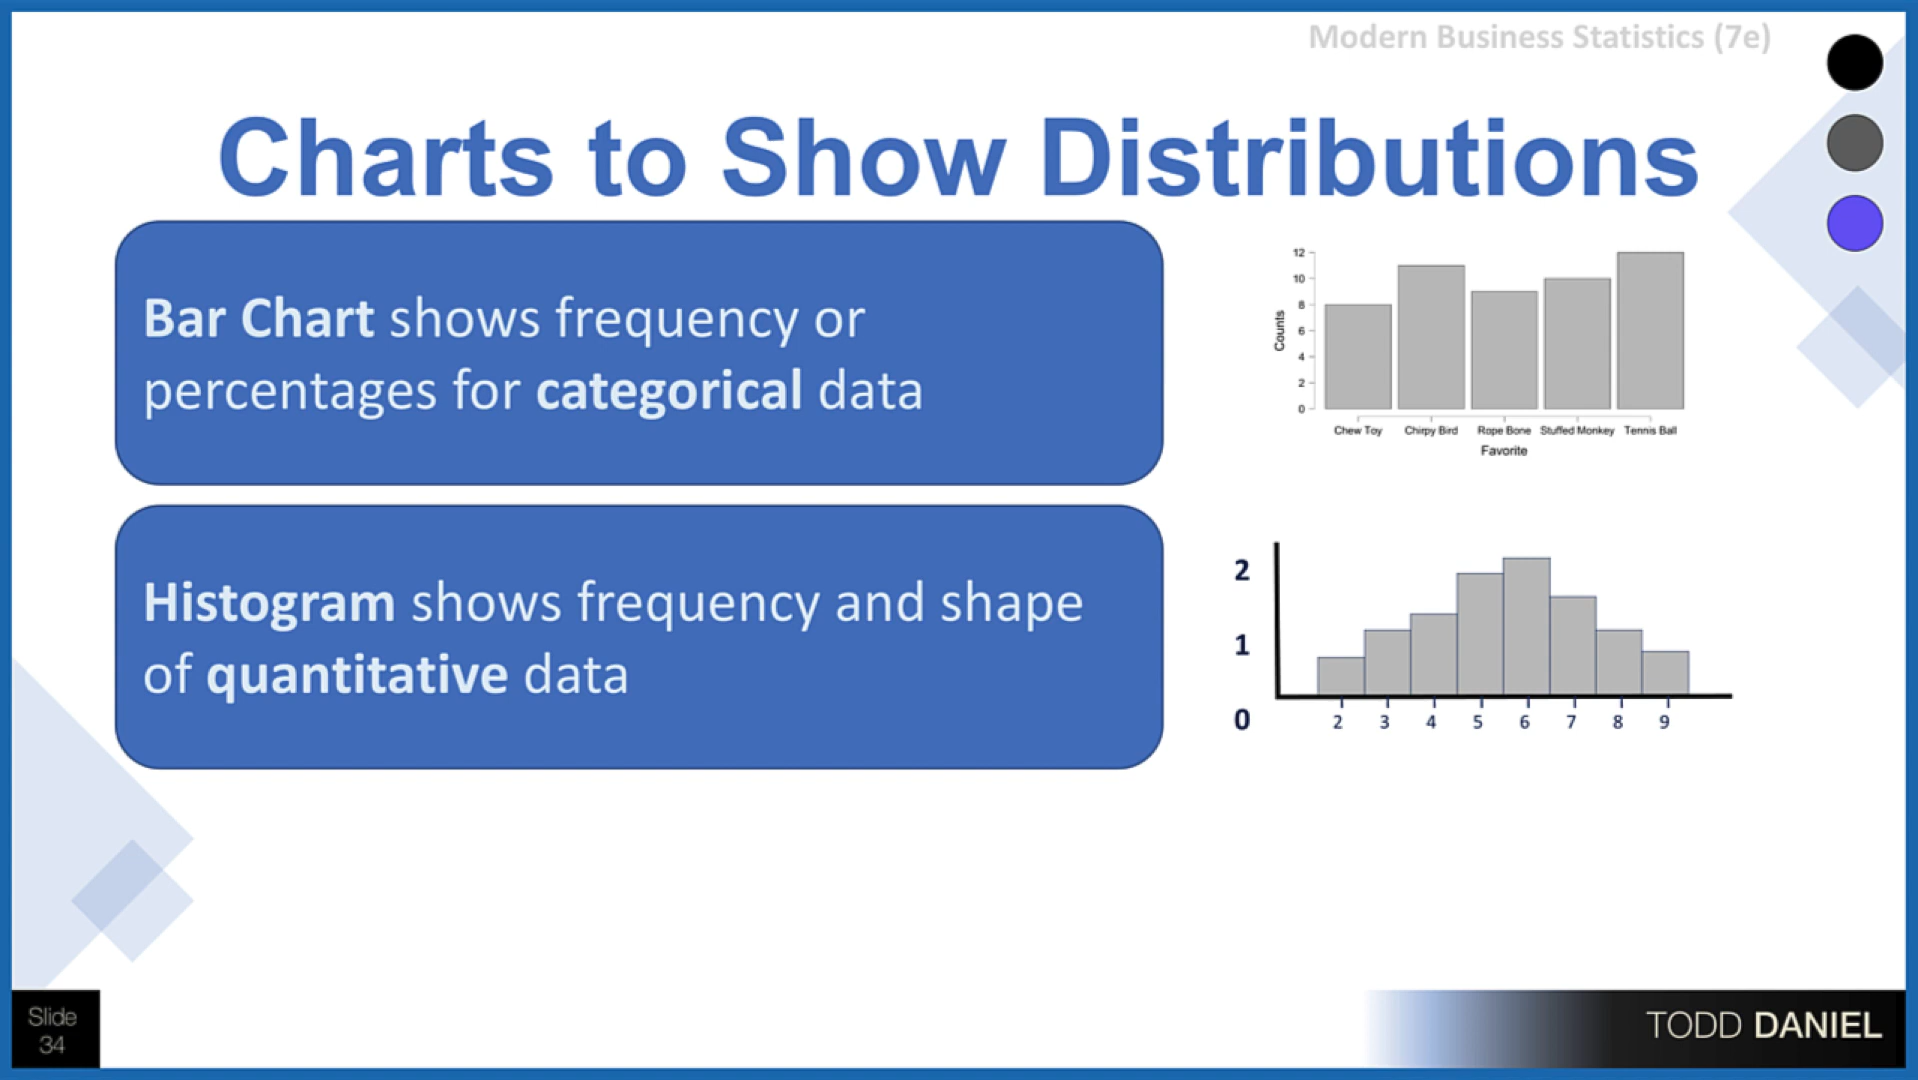 Modern Business Statistics (7e)
Charts to Show Distributions
Bar Chart shows frequency or
percentages for categorical data
12
10
8
6
4
2
0
Counts
Chew Toy Chirpy Bird Rope Bone Stuffed Monkey Tennis Ball
Favorite
Histogram shows frequency and shape
of quantitative data
2
1
0
2 3 4 5 6 7 8 9
Slide
34
TODD DANIEL